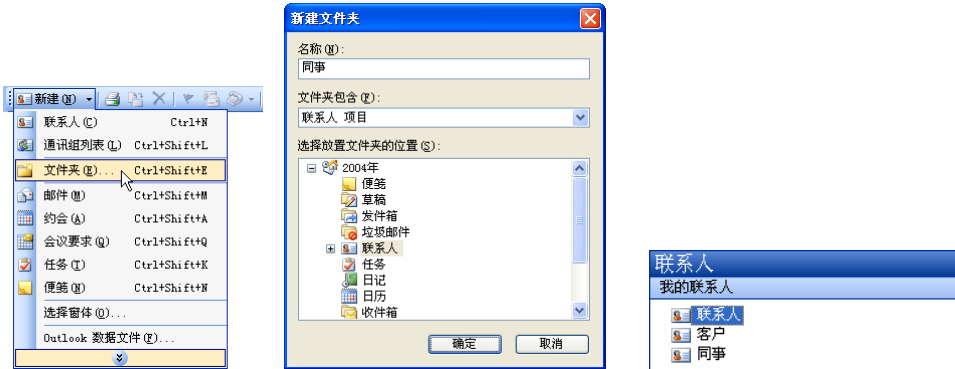 新建(N)
联系人(C) Ctrl+N
通讯组列表(L) Ctrl+Shift+L
文件夹(E)... Ctrl+Shift+E
邮件(M) Ctrl+Shift+M
约会(A) Ctrl+Shift+A
会议要求(Q) Ctrl+Shift+Q
任务(T) Ctrl+Shift+K
便笺(N) Ctrl+Shift+N
选择窗体(O)...
Outlook 数据文件(F)...
新建文件夹
名称(N):
同事
文件夹包含(F):
联系人 项目
选择放置文件夹的位置(S):
2004年
便笺
草稿
发件箱
垃圾邮件
联系人
任务
日记
日历
收件箱
确定 取消
联系人
我的联系人
联系人
客户
同事